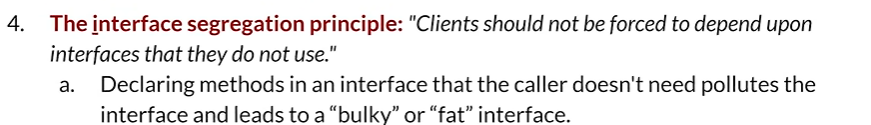 4. The interface segregation principle: "Clients should not be forced to depend upon
interfaces that they do not use."
a. Declaring methods in an interface that the caller doesn't need pollutes the
interface and leads to a “bulky” or “fat” interface.